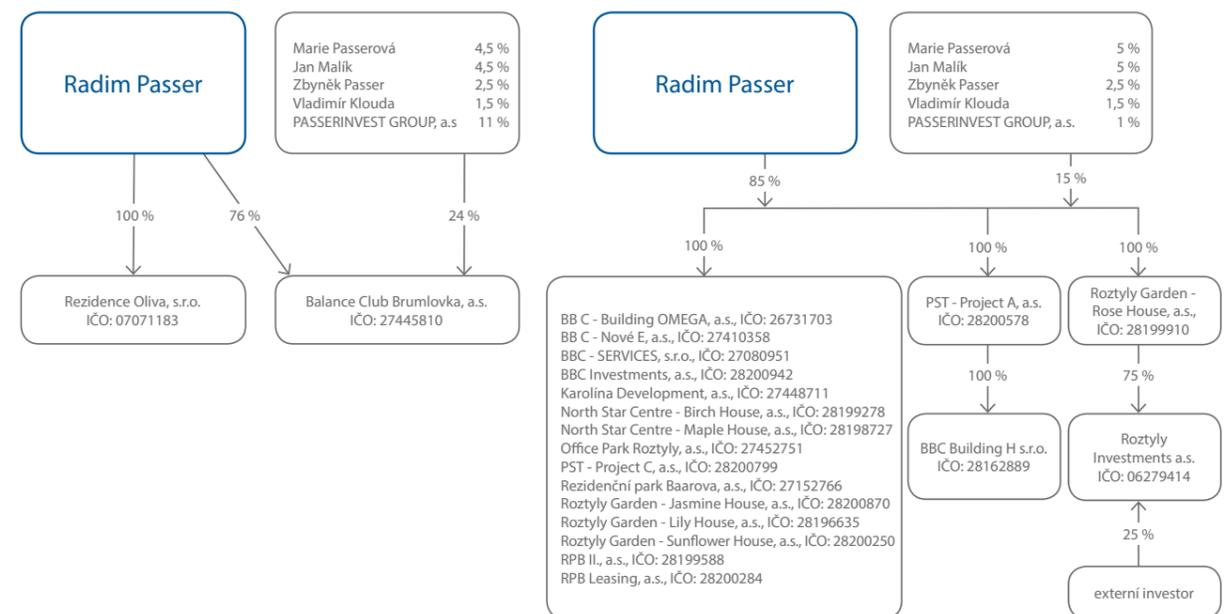 Radim Passer
Marie Passerová 4,5 %
Jan Malík 4,5 %
Zbyněk Passer 2,5 %
Vladimír Klouda 1,5 %
PASSERINVEST GROUP, a.s 11 %
100 %
76 %
24 %
Rezidence Oliva, s.r.o.
IČO: 07071183
Balance Club Brumlovka, a.s.
IČO: 27445810
Radim Passer
Marie Passerová 5 %
Jan Malík 5 %
Zbyněk Passer 2,5 %
Vladimír Klouda 1,5 %
PASSERINVEST GROUP, a.s. 1 %
85 %
15 %
100 %
100 %
100 %
BB C - Building OMEGA, a.s., IČO: 26731703
BB C - Nové E, a.s., IČO: 27410358
BBC - SERVICES, s.r.o., IČO: 27080951
BBC Investments, a.s., IČO: 28200942
Karolína Development, a.s., IČO: 27448711
North Star Centre - Birch House, a.s., IČO: 28199278
North Star Centre - Maple House, a.s., IČO: 28198727
Office Park Roztyly, a.s., IČO: 27452751
PST - Project C, a.s., IČO: 28200799
Rezidenční park Baarova, a.s., IČO: 27152766
Roztyly Garden - Jasmine House, a.s., IČO: 28200870
Roztyly Garden - Lily House, a.s., IČO: 28196635
Roztyly Garden - Sunflower House, a.s., IČO: 28200250
RPB II., a.s., IČO: 28199588
RPB Leasing, a.s., IČO: 28200284
PST - Project A, a.s.
IČO: 28200578
100 %
BBC Building H s.r.o.
IČO: 28162889
Roztyly Garden -
Rose House, a.s.,
IČO: 28199910
75 %
Roztyly
Investments a.s.
IČO: 06279414
25 %
externí investor